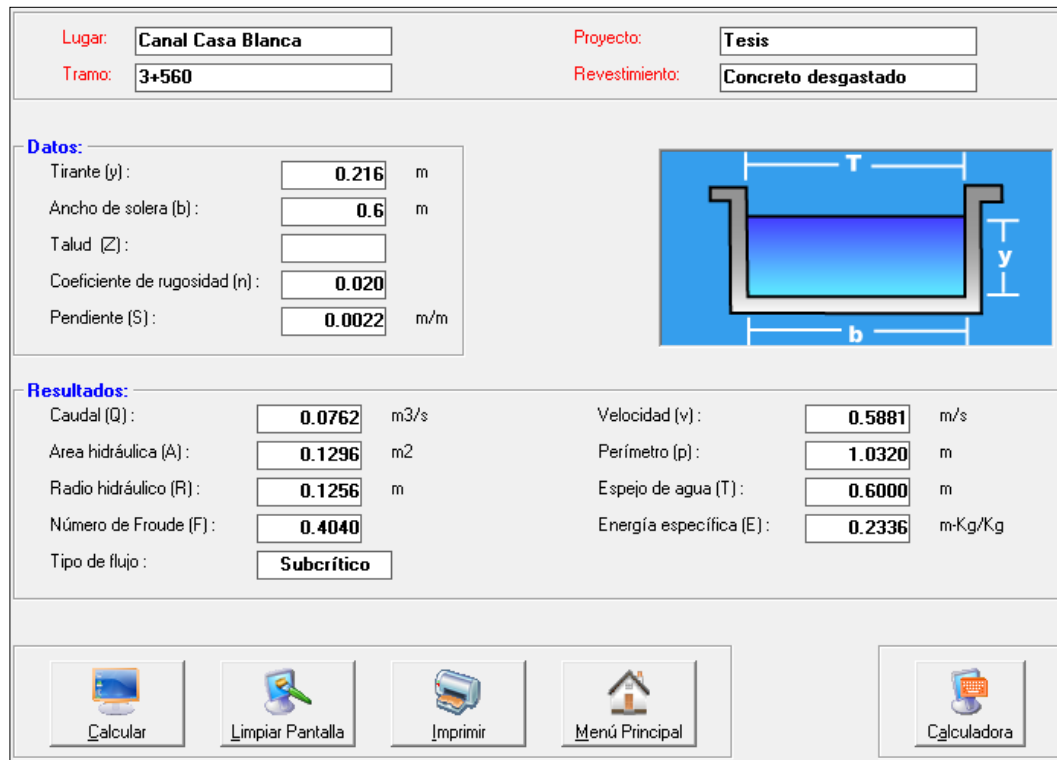 Lugar: Canal Casa Blanca Proyecto: Tesis
Tramo: 3+560 Revestimiento: Concreto desgastado
Datos:
Tirante (y) : 0.216 m
Ancho de solera (b) : 0.6 m
Talud (Z) :
Coeficiente de rugosidad (n) : 0.020
Pendiente (S) : 0.0022 m/m
T
y
b
Resultados:
Caudal (Q) : 0.0762 m3/s Velocidad (v) : 0.5881 m/s
Area hidráulica (A) : 0.1296 m2 Perímetro (p) : 1.0320 m
Radio hidráulico (R) : 0.1256 m Espejo de agua (T) : 0.6000 m
Número de Froude (F) : 0.4040 Energía específica (E) : 0.2336 m-Kg/Kg
Tipo de flujo : Subcrítico
Calcular Limpiar Pantalla Imprimir Menú Principal Calculadora